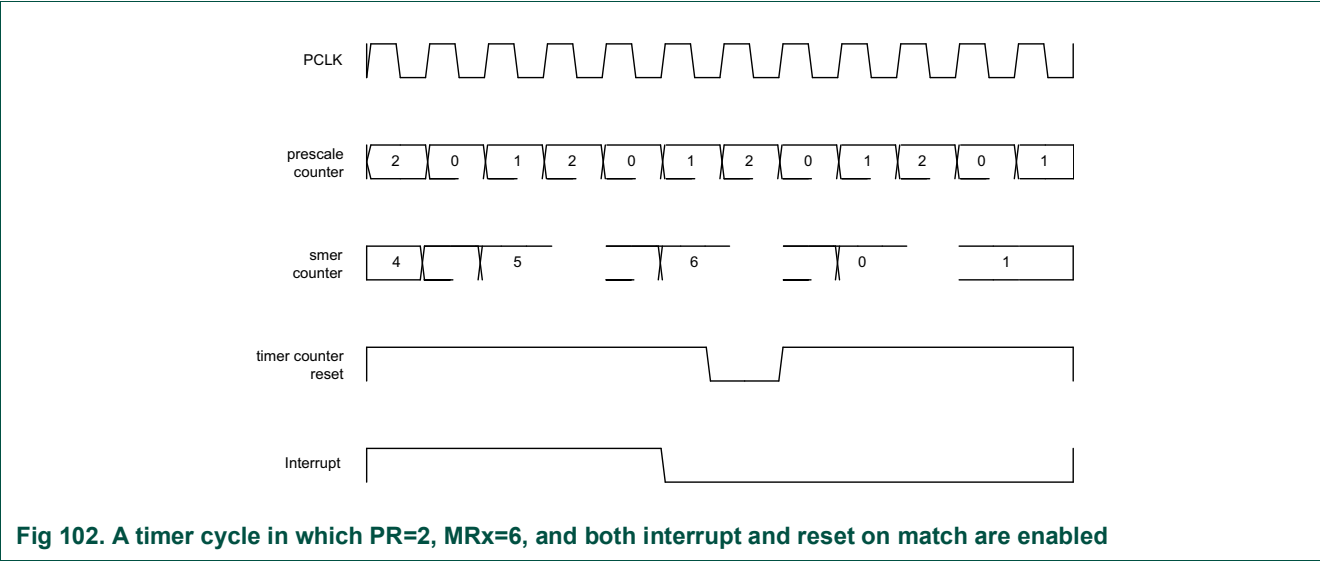 PCLK
prescale
counter
2 0 1 2 0 1 2 0 1 2 0 1
smer
counter
4 5 6 0 1
timer counter
reset
Interrupt
Fig 102. A timer cycle in which PR=2, MRx=6, and both interrupt and reset on match are enabled